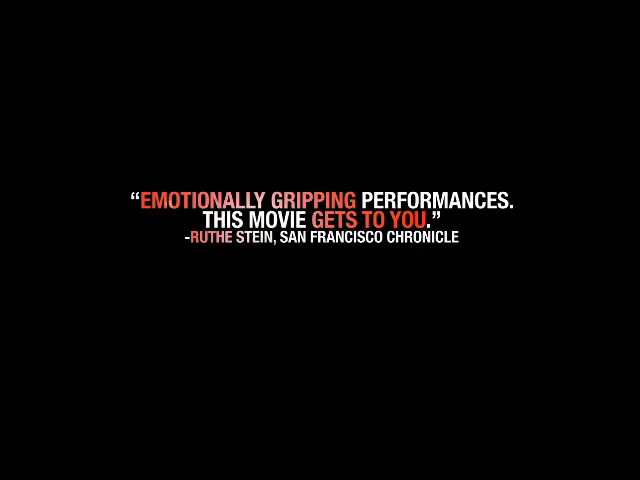 “EMOTIONALLY GRIPPING PERFORMANCES.
THIS MOVIE GETS TO YOU.”
-RUTHE STEIN, SAN FRANCISCO CHRONICLE